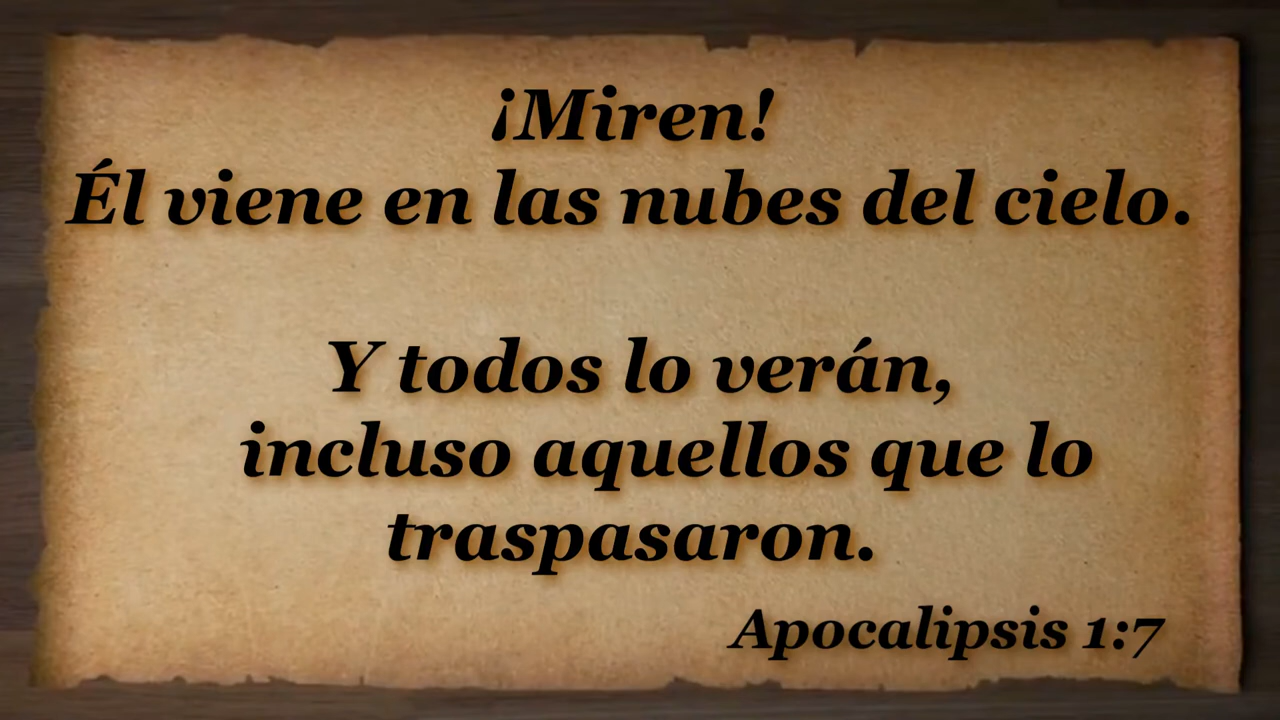 ¡Miren!
Él viene en las nubes del cielo.
Y todos lo verán,
incluso aquellos que lo
traspasaron.
Apocalipsis 1:7